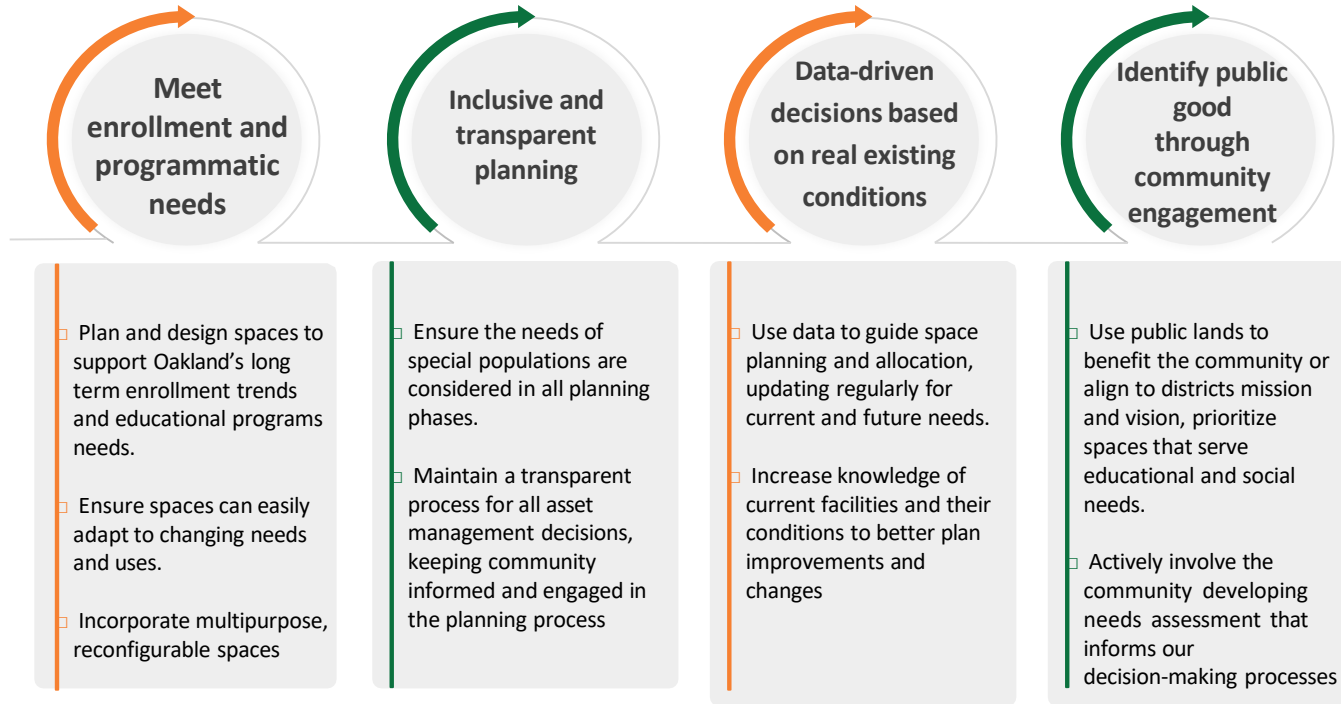 Meet
enrollment and
programmatic
needs
Inclusive and
transparent
planning
Data-driven
decisions based
on real existing
conditions
Identify public
good
through
community
engagement
Plan and design spaces to
support Oakland’s long
term enrollment trends
and educational programs
needs.
Ensure spaces can easily
adapt to changing needs
and uses.
Incorporate multipurpose,
reconfigurable spaces
Ensure the needs of
special populations are
considered in all planning
phases.
Maintain a transparent
process for all asset
management decisions,
keeping community
informed and engaged in
the planning process
Use data to guide space
planning and allocation,
updating regularly for
current and future needs.
Increase knowledge of
current facilities and their
conditions to better plan
improvements and
changes
Use public lands to
benefit the community or
align to districts mission
and vision, prioritize
spaces that serve
educational and social
needs.
Actively involve the
community developing
needs assessment that
informs our
decision-making processes